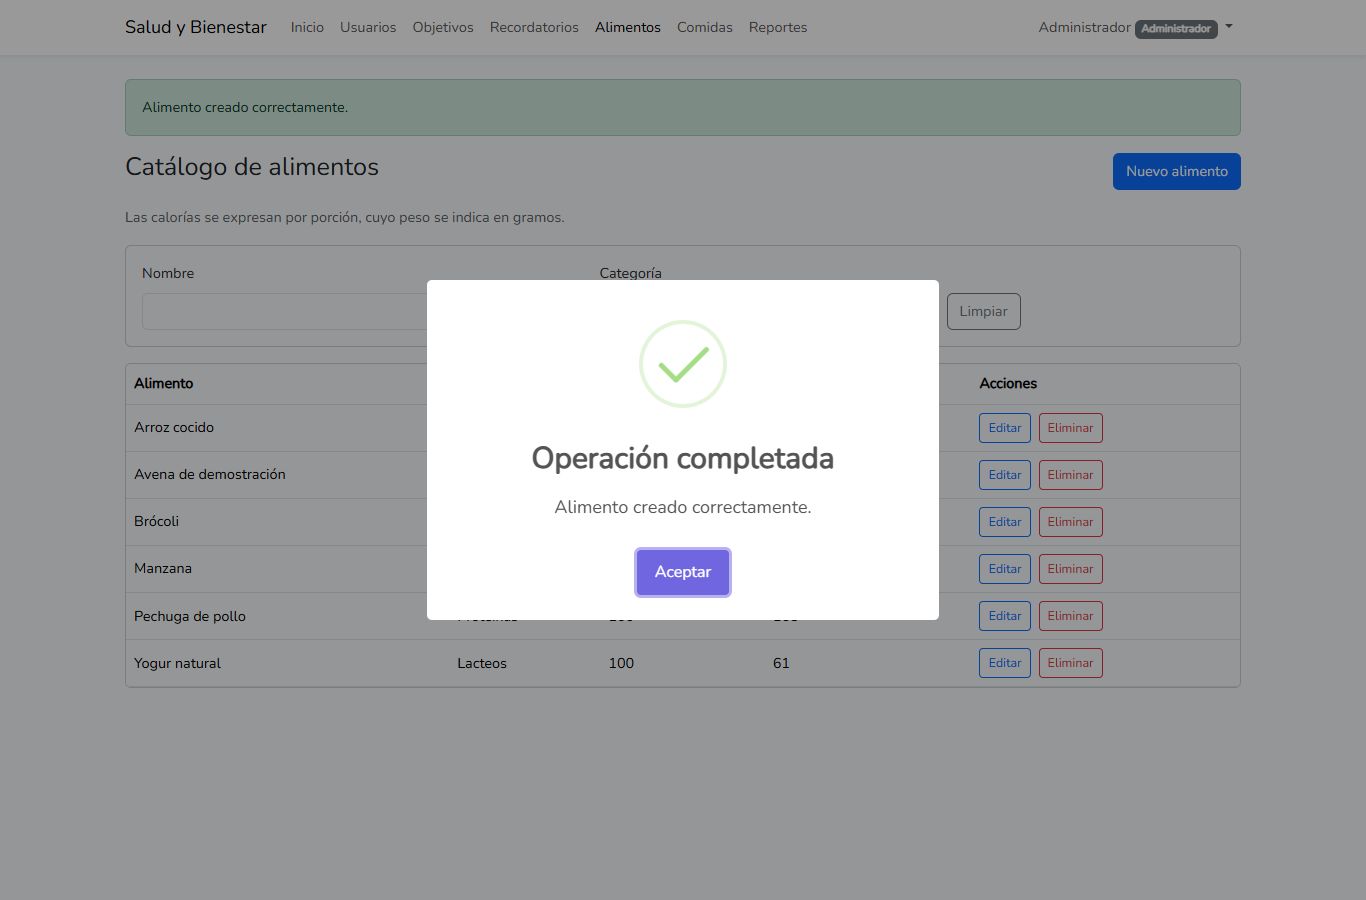 Salud y Bienestar Inicio Usuarios Objetivos Recordatorios Alimentos Comidas Reportes Administrador Administrador
Alimento creado correctamente.
Catálogo de alimentos Nuevo alimento
Las calorías se expresan por porción, cuyo peso se indica en gramos.
Nombre Categoría
Limpiar
Operación completada
Alimento creado correctamente.
Aceptar
Alimento Acciones
Arroz cocido Editar Eliminar
Avena de demostración Editar Eliminar
Brócoli Editar Eliminar
Manzana Editar Eliminar
Pechuga de pollo Editar Eliminar
Yogur natural Lacteos 100 61 Editar Eliminar